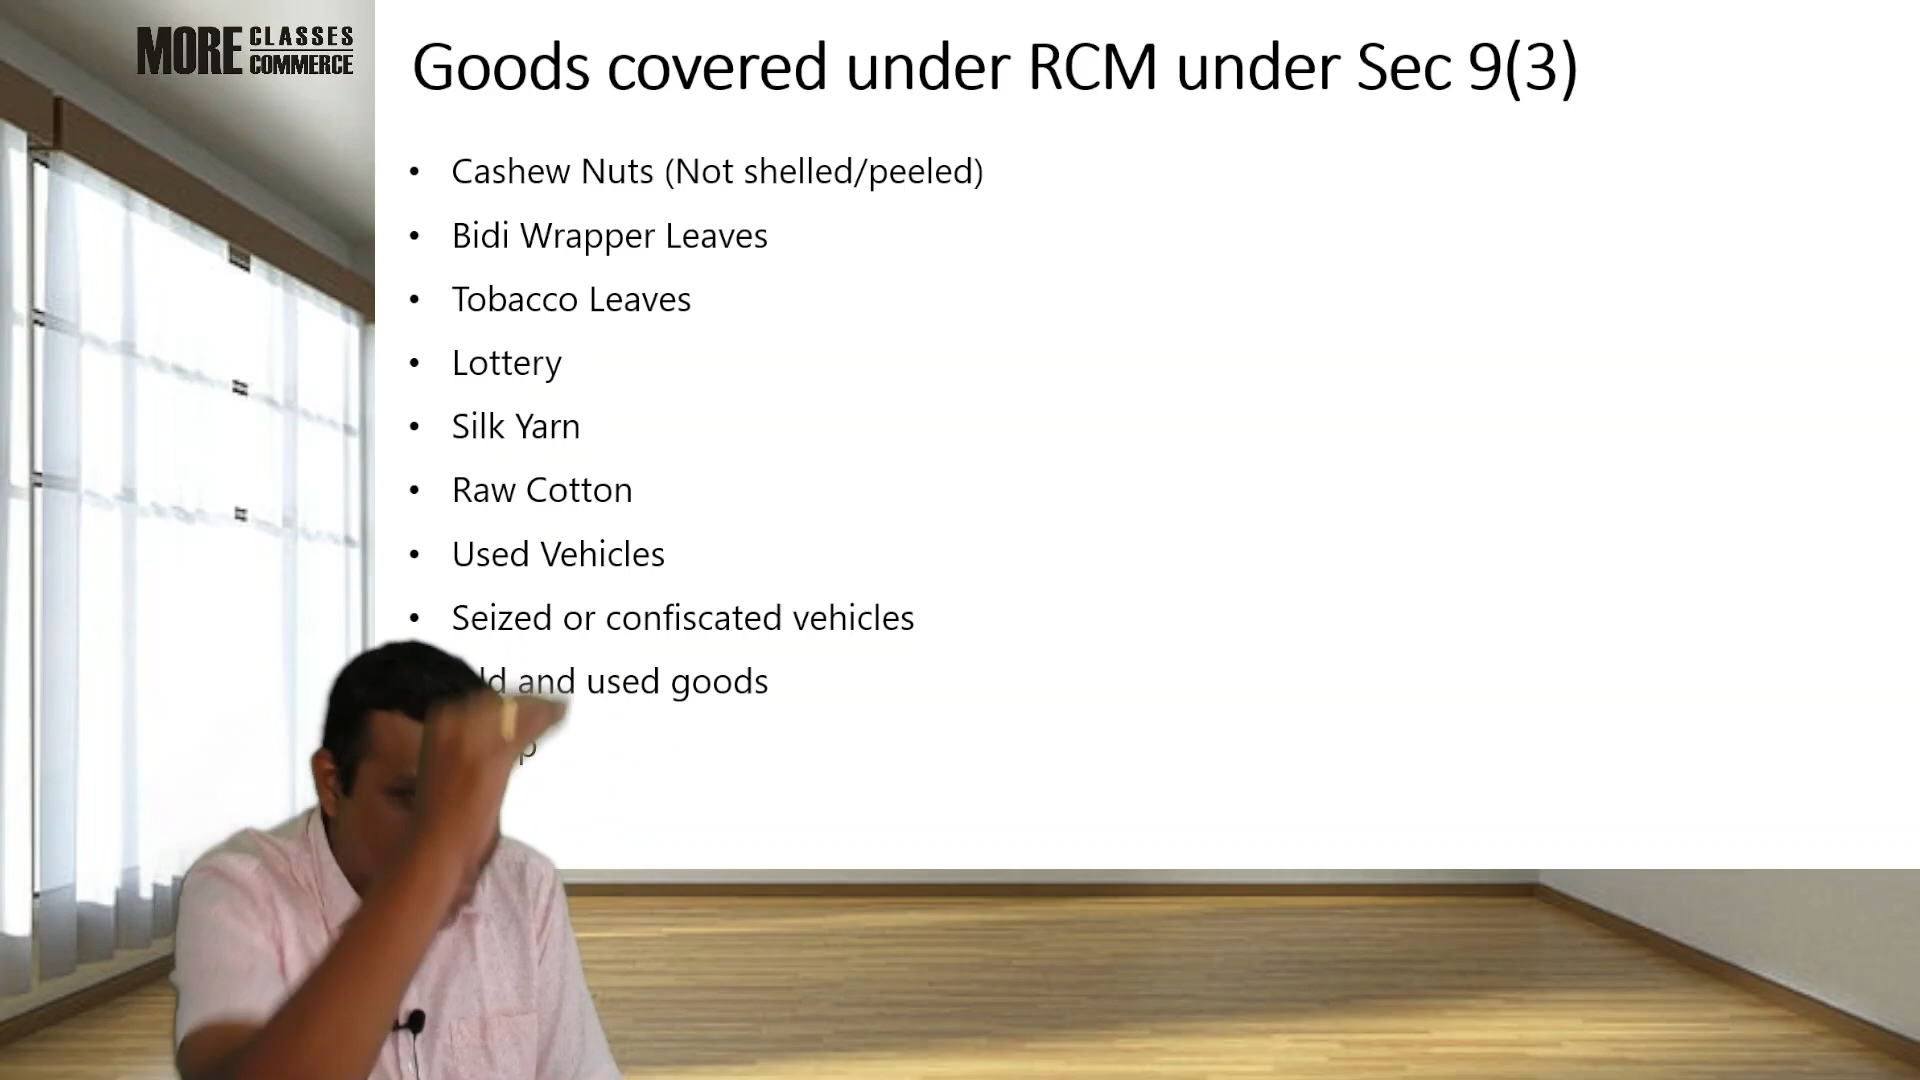 MORE CLASSES COMMERCE
Goods covered under RCM under Sec 9(3)
• Cashew Nuts (Not shelled/peeled)
• Bidi Wrapper Leaves
• Tobacco Leaves
• Lottery
• Silk Yarn
• Raw Cotton
• Used Vehicles
• Seized or confiscated vehicles
and used goods